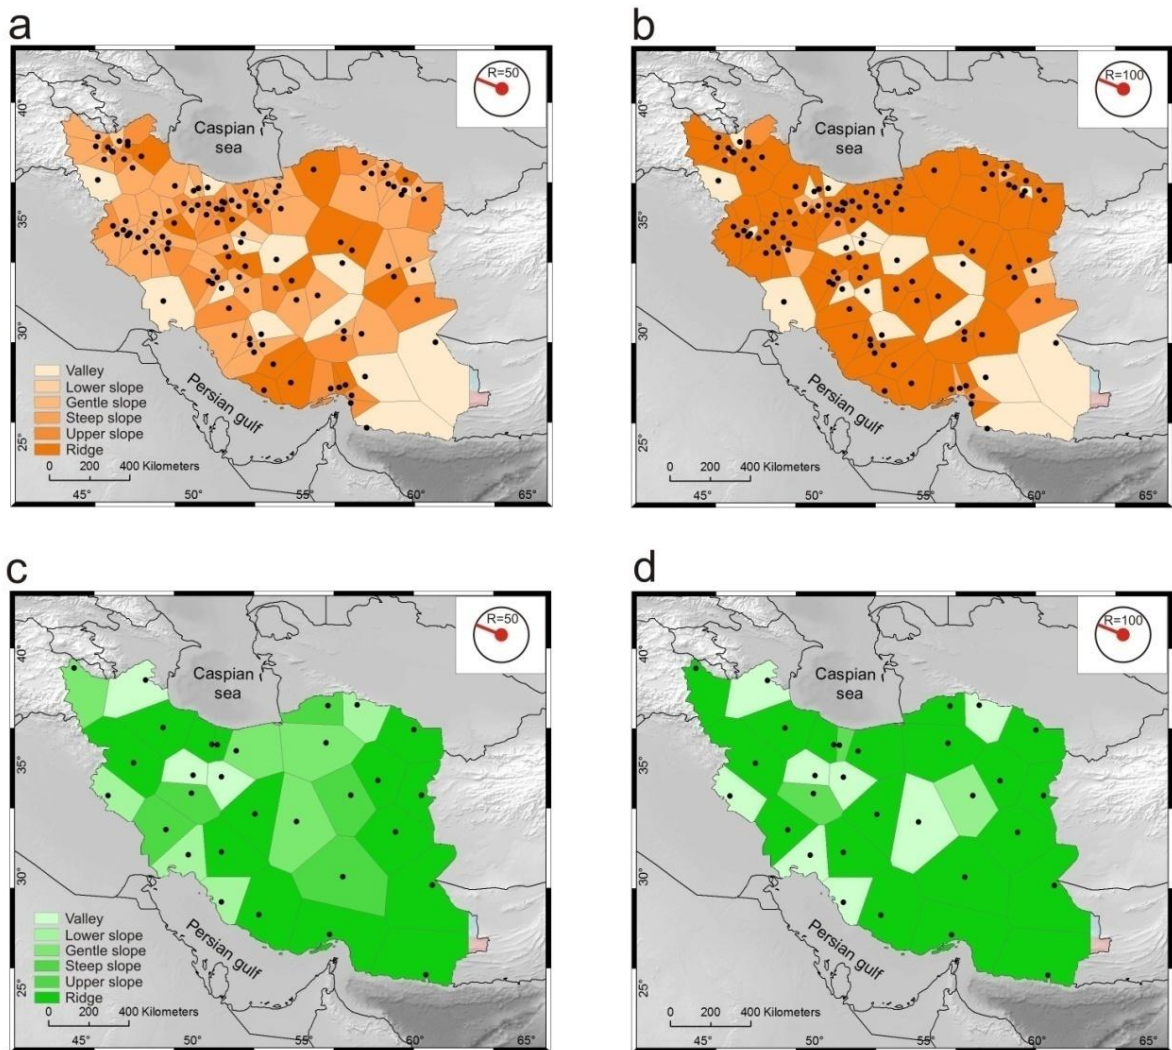 a
R=50
Caspian
sea
40°
35°
30°
25°
Persian gulf
Valley
Lower slope
Gentle slope
Steep slope
Upper slope
Ridge
0 200 400 Kilometers
45° 50° 55° 60° 65°
b
R=100
Caspian
sea
40°
35°
30°
25°
Persian gulf
0 200 400 Kilometers
45° 50° 55° 60° 65°
c
R=50
Caspian
sea
40°
35°
30°
25°
Persian gulf
Valley
Lower slope
Gentle slope
Steep slope
Upper slope
Ridge
0 200 400 Kilometers
45° 50° 55° 60° 65°
d
R=100
Caspian
sea
40°
35°
30°
25°
Persian gulf
0 200 400 Kilometers
45° 50° 55° 60° 65°